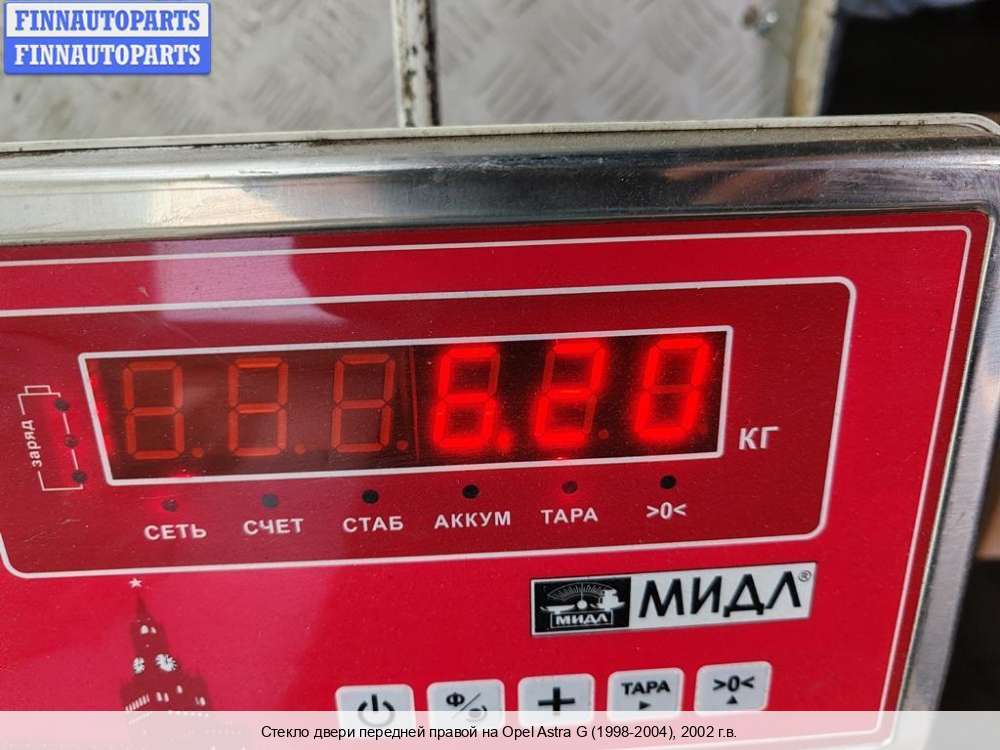 FINNAUTOPARTS
FINNAUTOPARTS
заряд
6.20
КГ
СЕТЬ СЧЕТ СТАБ АККУМ ТАРА >0<
МИДЛ МИДЛ®
Ф/ + ТАРА >0<
Стекло двери передней правой на Opel Astra G (1998-2004), 2002 г.в.